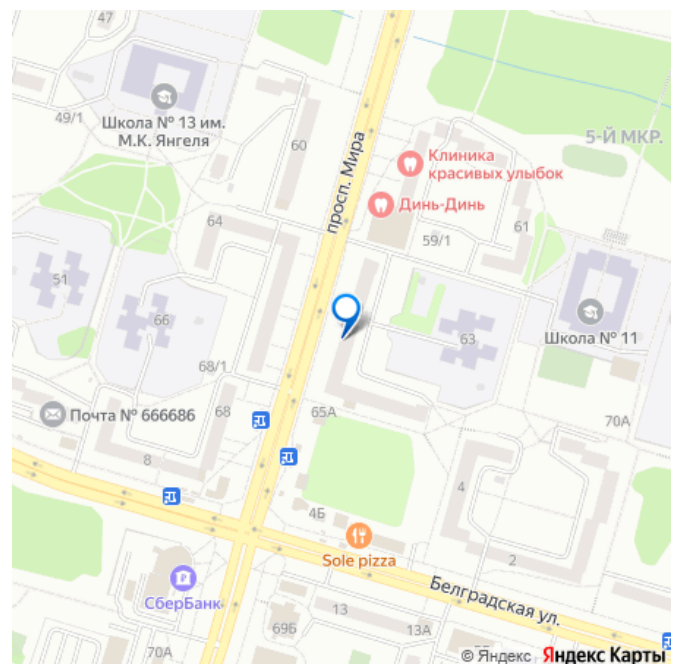 47
49/1
Школа № 13 им.
М.К. Янгеля
60
просп. Мира
5-Й МКР.
Клиника
красивых улыбок
Динь-Динь
64
59/1
61
51
66
63
Школа № 11
68/1
Почта № 666686
68
65А
70А
8
4
4Б
2
Sole pizza
Белградская ул.
СберБанк
13
69Б
13А
70А
© Яндекс Яндекс Карты